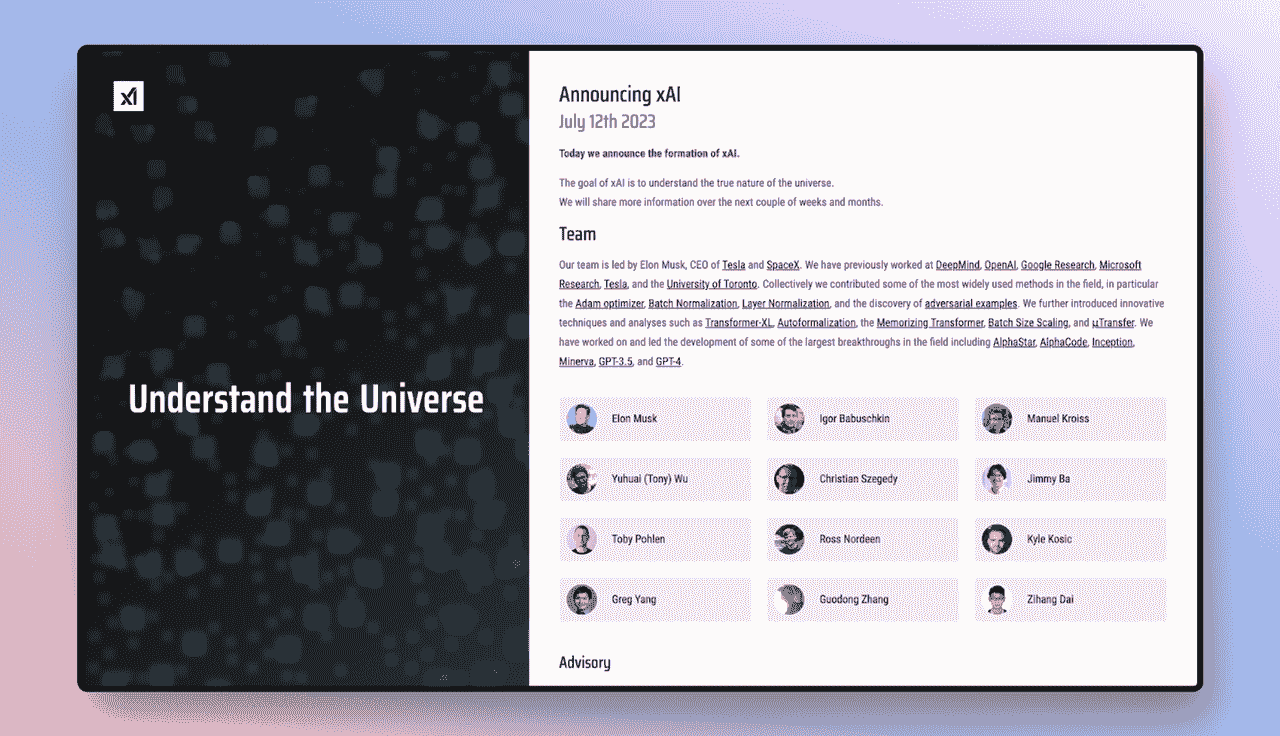 xAI
Understand the Universe
Announcing xAI
July 12th 2023
Today we announce the formation of xAI.
The goal of xAI is to understand the true nature of the universe.
We will share more information over the next couple of weeks and months.
Team
Our team is led by Elon Musk, CEO of Tesla and SpaceX. We have previously worked at DeepMind, OpenAI, Google Research, Microsoft
Research, Tesla, and the University of Toronto. Collectively we contributed some of the most widely used methods in the field, in particular
the Adam optimizer, Batch Normalization, Layer Normalization, and the discovery of adversarial examples. We further introduced innovative
techniques and analyses such as Transformer-XL, Autoformalization, the Memorizing Transformer, Batch Size Scaling, and μTransfer. We
have worked on and led the development of some of the largest breakthroughs in the field including AlphaStar, AlphaCode, Inception,
Minerva, GPT-3.5, and GPT-4.
Elon Musk
Igor Babuschkin
Manuel Kroiss
Yuhuai (Tony) Wu
Christian Szegedy
Jimmy Ba
Toby Pohlen
Ross Nordeen
Kyle Kosic
Greg Yang
Guodong Zhang
Zihang Dai
Advisory